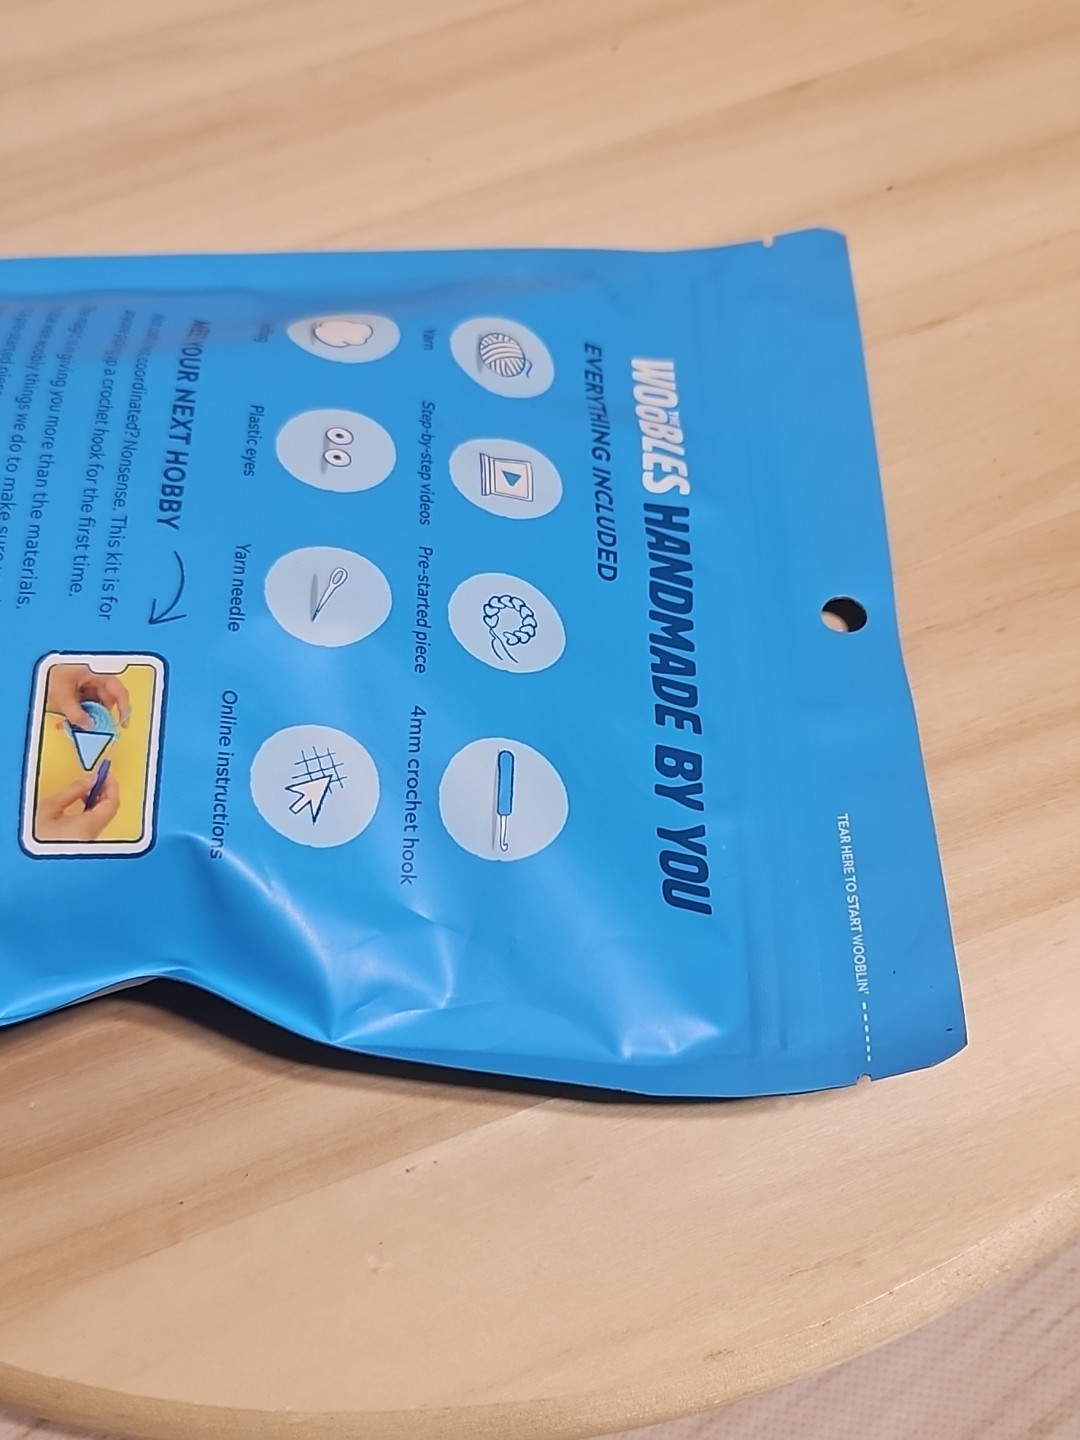 TEAR HERE TO START WOOBLIN'
WOOBLES HANDMADE BY YOU
EVERYTHING INCLUDED
Yarn
Step-by-step videos
Pre-started piece
4mm crochet hook
Plastic eyes
Yarn needle
Online instructions
YOUR NEXT HOBBY
coordinated? Nonsense. This kit is for
up a crochet hook for the first time.
giving you more than the materials.
wobly things we do to make sure